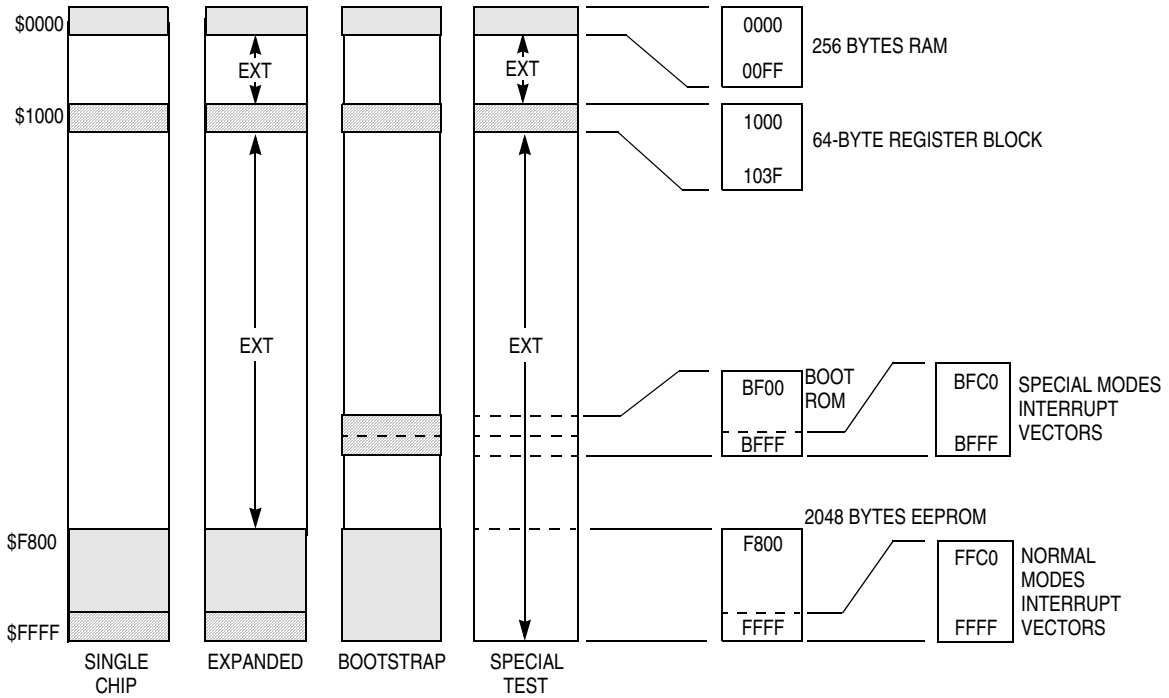 $0000
$1000
$F800
$FFFF
EXT
EXT
EXT
EXT
SINGLE
CHIP
EXPANDED
BOOTSTRAP
SPECIAL
TEST
0000
00FF
256 BYTES RAM
1000
103F
64-BYTE REGISTER BLOCK
BF00
BFFF
BOOT
ROM
BFC0
BFFF
SPECIAL MODES
INTERRUPT
VECTORS
2048 BYTES EEPROM
F800
FFFF
FFC0
FFFF
NORMAL
MODES
INTERRUPT
VECTORS